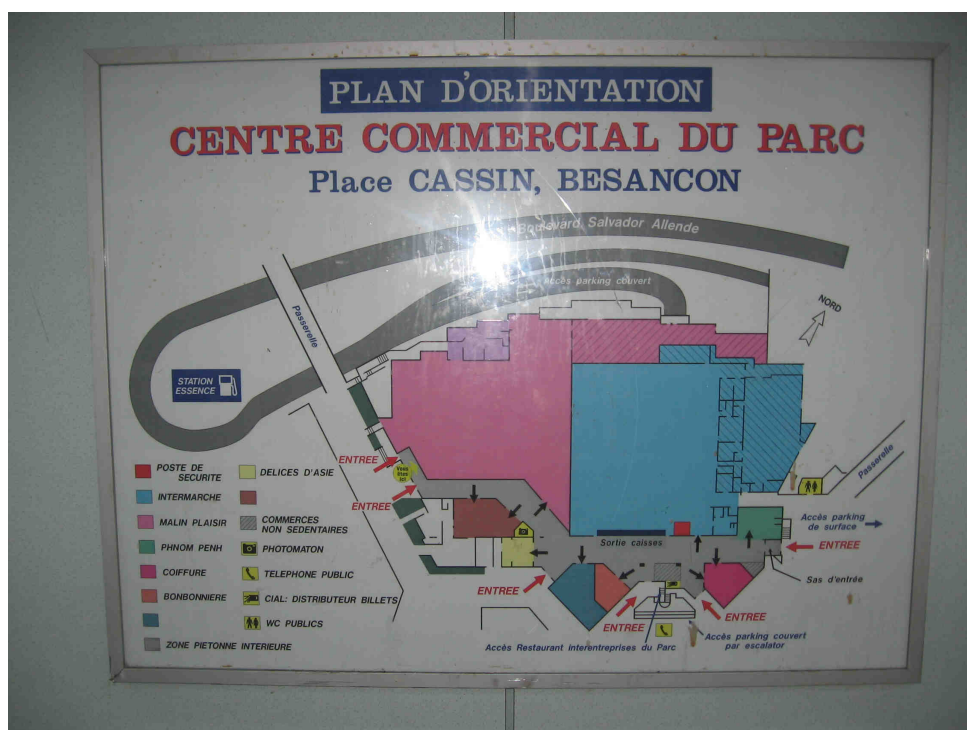 PLAN D'ORIENTATION
CENTRE COMMERCIAL DU PARC
Place CASSIN, BESANCON
Boulevard Salvador Allende
Accès parking couvert
Passerelle
NORD
STATION
ESSENCE
ENTREE
Vous
êtes
ici
ENTREE
Passerelle
Accès parking
de surface
ENTREE
Sas d'entrée
Sortie caisses
ENTREE
ENTREE
ENTREE
Accès Restaurant interentreprises du Parc
Accès parking couvert
par escalator
POSTE DE
SECURITE
INTERMARCHE
MALIN PLAISIR
PHNOM PENH
COIFFURE
BONBONNIERE
ZONE PIETONNE INTERIEURE
DELICES D'ASIE
COMMERCES
NON SEDENTAIRES
PHOTOMATON
TELEPHONE PUBLIC
CIAL: DISTRIBUTEUR BILLETS
WC PUBLICS